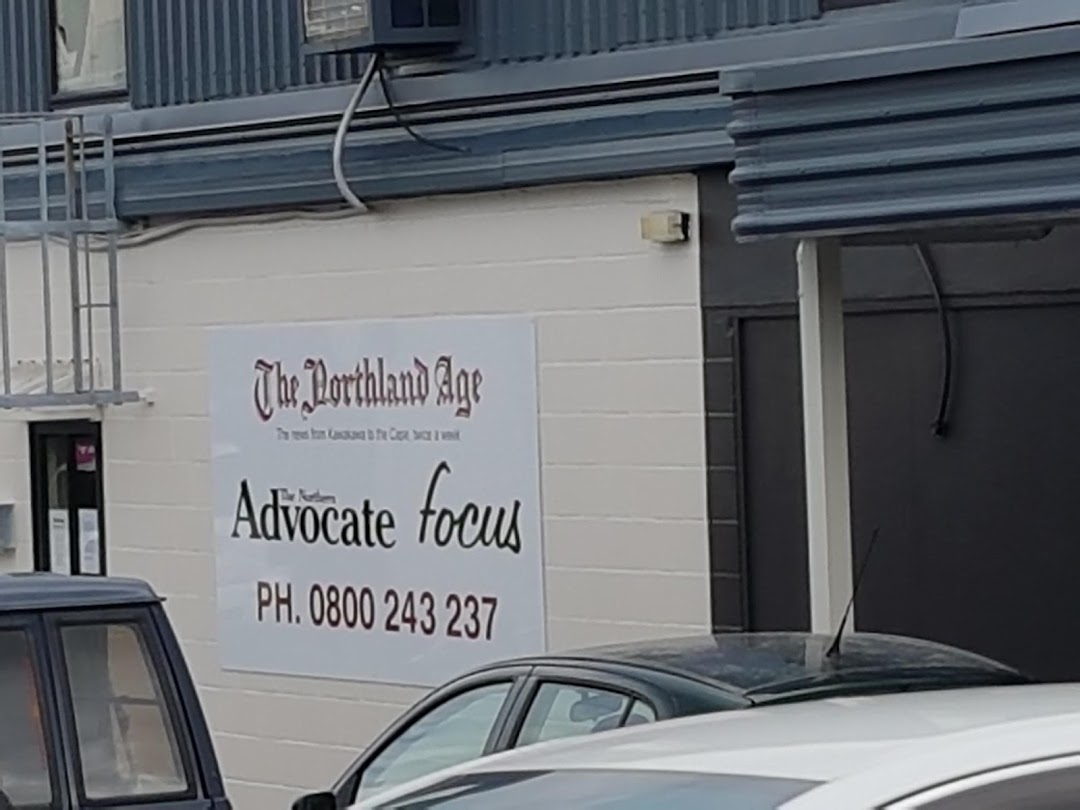 The Northland Age
The news from Kawakawa to the Cape, twice a week
The Northern
Advocate focus
PH. 0800 243 237